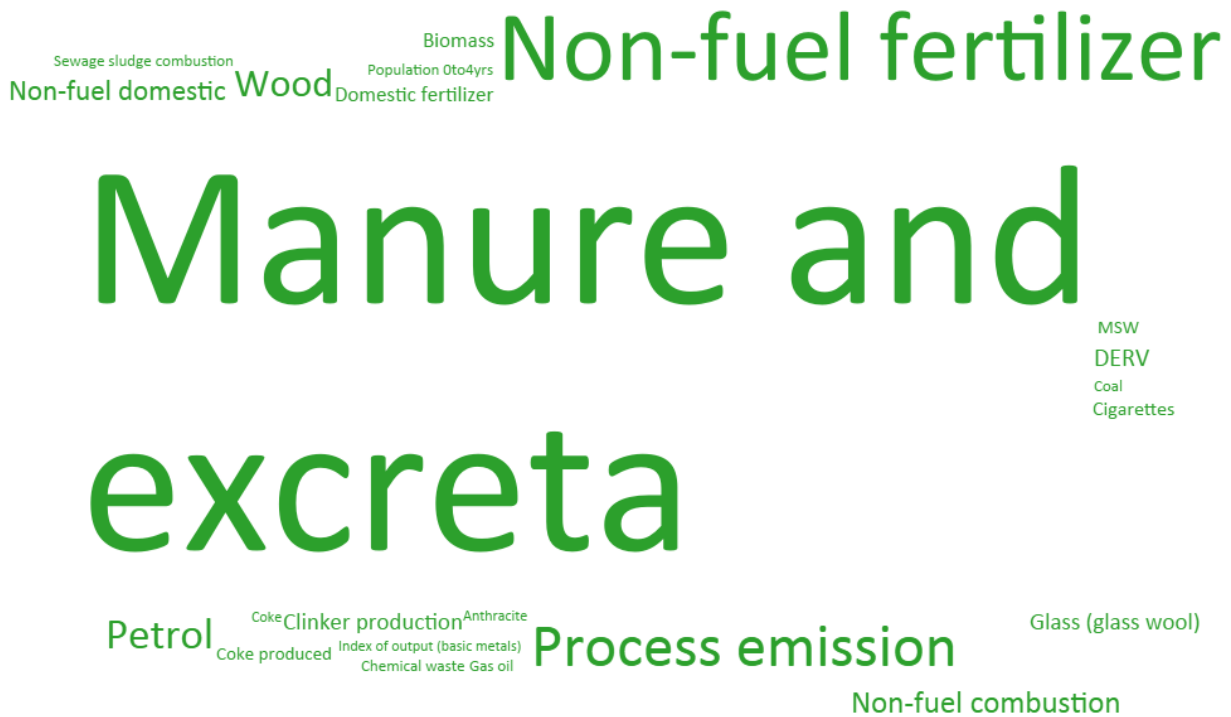 Biomass
Non-fuel fertilizer
Sewage sludge combustion
Population 0to4yrs
Non-fuel domestic
Wood
Domestic fertilizer
Manure and
excreta
MSW
DERV
Coal
Cigarettes
Petrol
Coke
Clinker production
Anthracite
Coke produced
Index of output (basic metals)
Chemical waste
Gas oil
Process emission
Glass (glass wool)
Non-fuel combustion